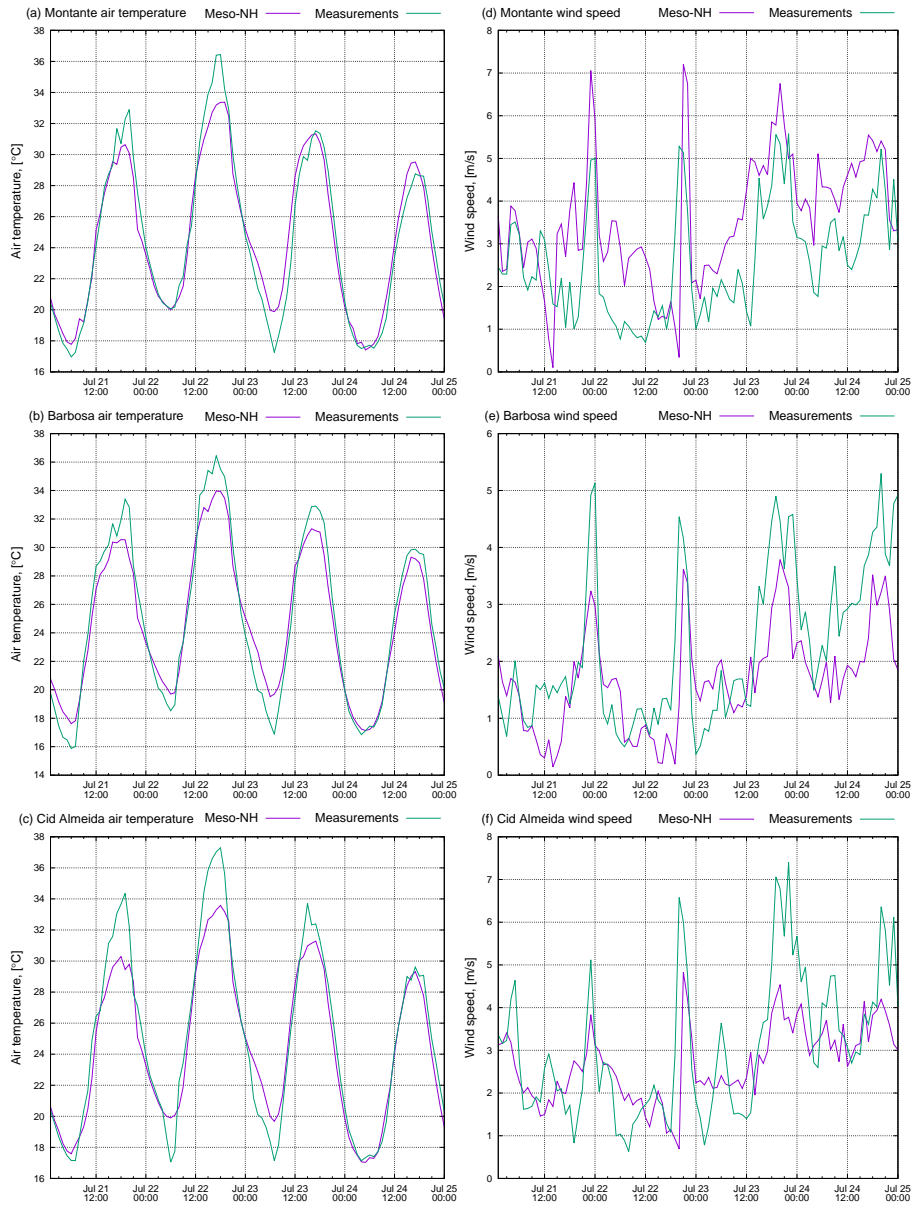 (a) Montante air temperature Meso-NH Measurements
Air temperature, [°C]
38
36
34
32
30
28
26
24
22
20
18
16
Jul 21 Jul 22 Jul 22 Jul 23 Jul 23 Jul 24 Jul 24 Jul 25
12:00 00:00 12:00 00:00 12:00 00:00 12:00 00:00
(d) Montante wind speed Meso-NH Measurements
Wind speed, [m/s]
8
7
6
5
4
3
2
1
0
Jul 21 Jul 22 Jul 22 Jul 23 Jul 23 Jul 24 Jul 24 Jul 25
12:00 00:00 12:00 00:00 12:00 00:00 12:00 00:00
(b) Barbosa air temperature Meso-NH Measurements
Air temperature, [°C]
38
36
34
32
30
28
26
24
22
20
18
16
14
Jul 21 Jul 22 Jul 22 Jul 23 Jul 23 Jul 24 Jul 24 Jul 25
12:00 00:00 12:00 00:00 12:00 00:00 12:00 00:00
(e) Barbosa wind speed Meso-NH Measurements
Wind speed, [m/s]
6
5
4
3
2
1
0
Jul 21 Jul 22 Jul 22 Jul 23 Jul 23 Jul 24 Jul 24 Jul 25
12:00 00:00 12:00 00:00 12:00 00:00 12:00 00:00
(c) Cid Almeida air temperature Meso-NH Measurements
Air temperature, [°C]
38
36
34
32
30
28
26
24
22
20
18
16
Jul 21 Jul 22 Jul 22 Jul 23 Jul 23 Jul 24 Jul 24 Jul 25
12:00 00:00 12:00 00:00 12:00 00:00 12:00 00:00
(f) Cid Almeida wind speed Meso-NH Measurements
Wind speed, [m/s]
8
7
6
5
4
3
2
1
0
Jul 21 Jul 22 Jul 22 Jul 23 Jul 23 Jul 24 Jul 24 Jul 25
12:00 00:00 12:00 00:00 12:00 00:00 12:00 00:00